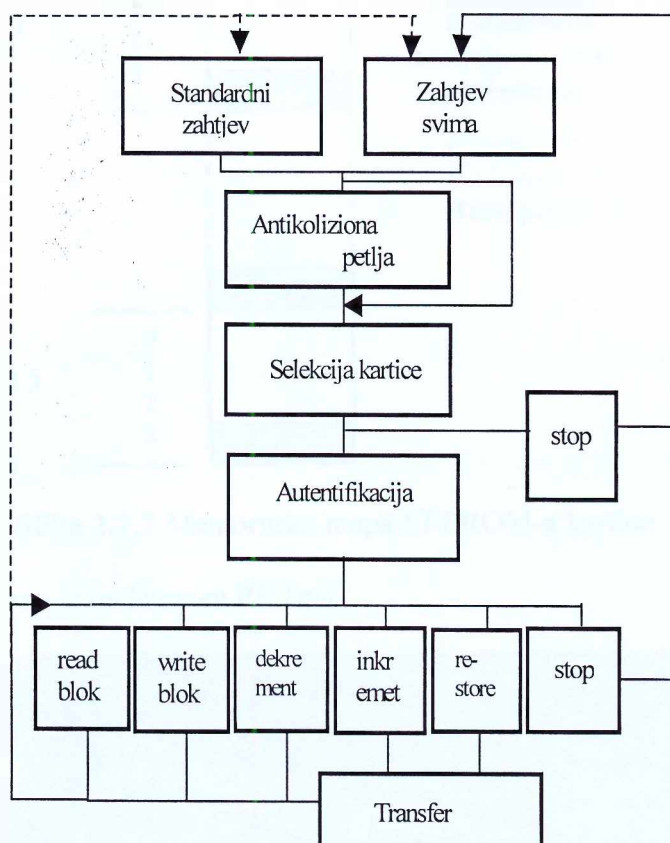 Standardni
zahtjev
Zahtjev
svima
Antikoliziona
petlja
Selekcija kartice
stop
Autentifikacija
read
blok
write
blok
dekre
ment
inkr
emet
re-
store
stop
Transfer